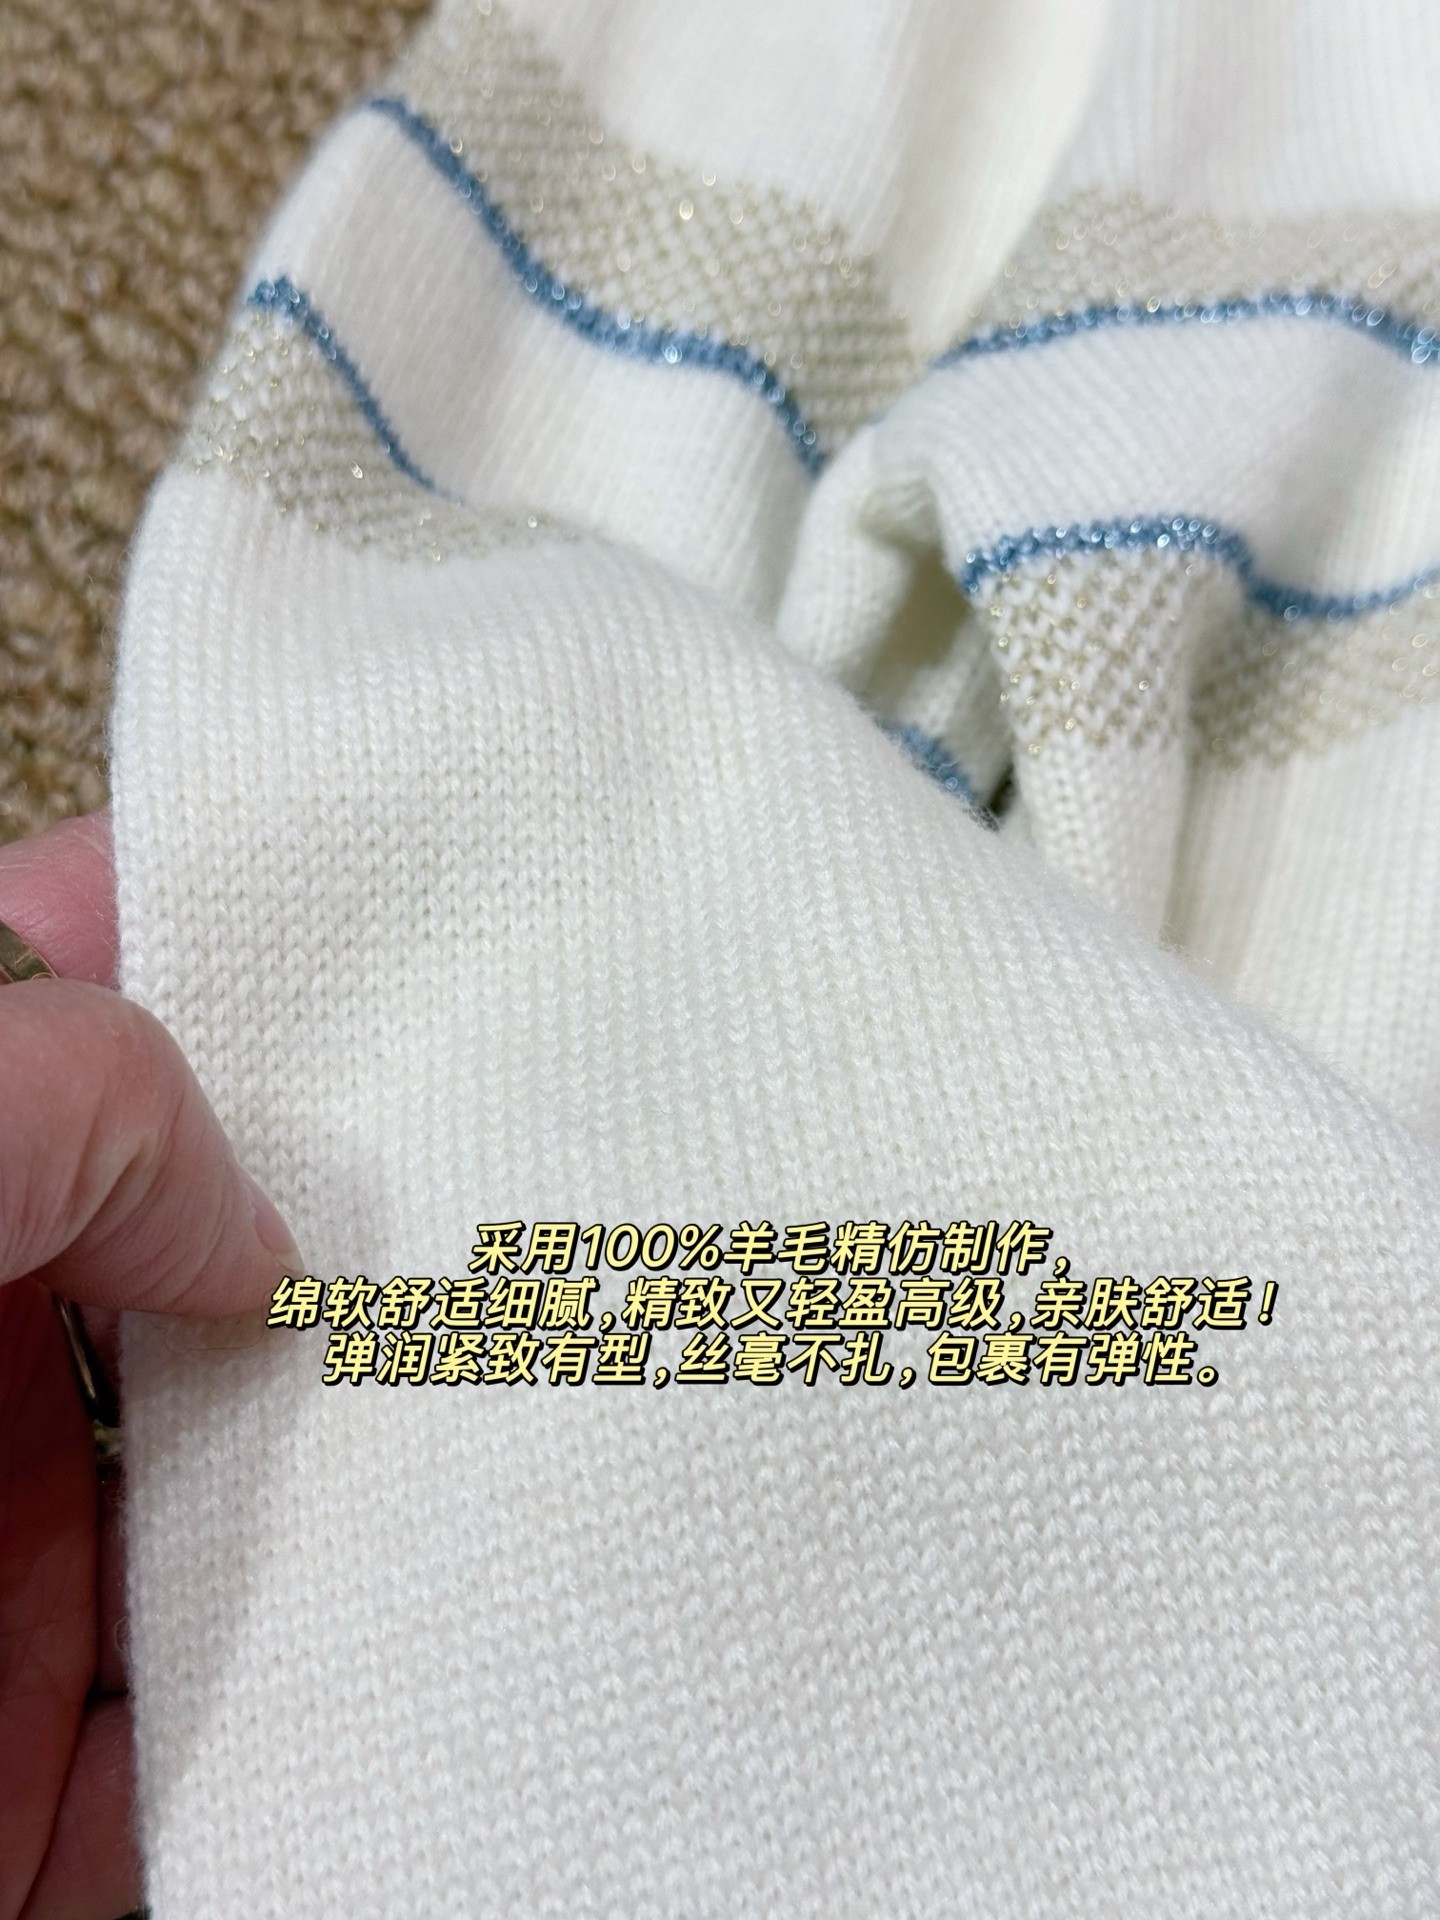 采用100%羊毛精仿制作，
绵软舒适细腻，精致又轻盈高级，亲肤舒适！
弹润紧致有型，丝毫不扎，包裹有弹性。